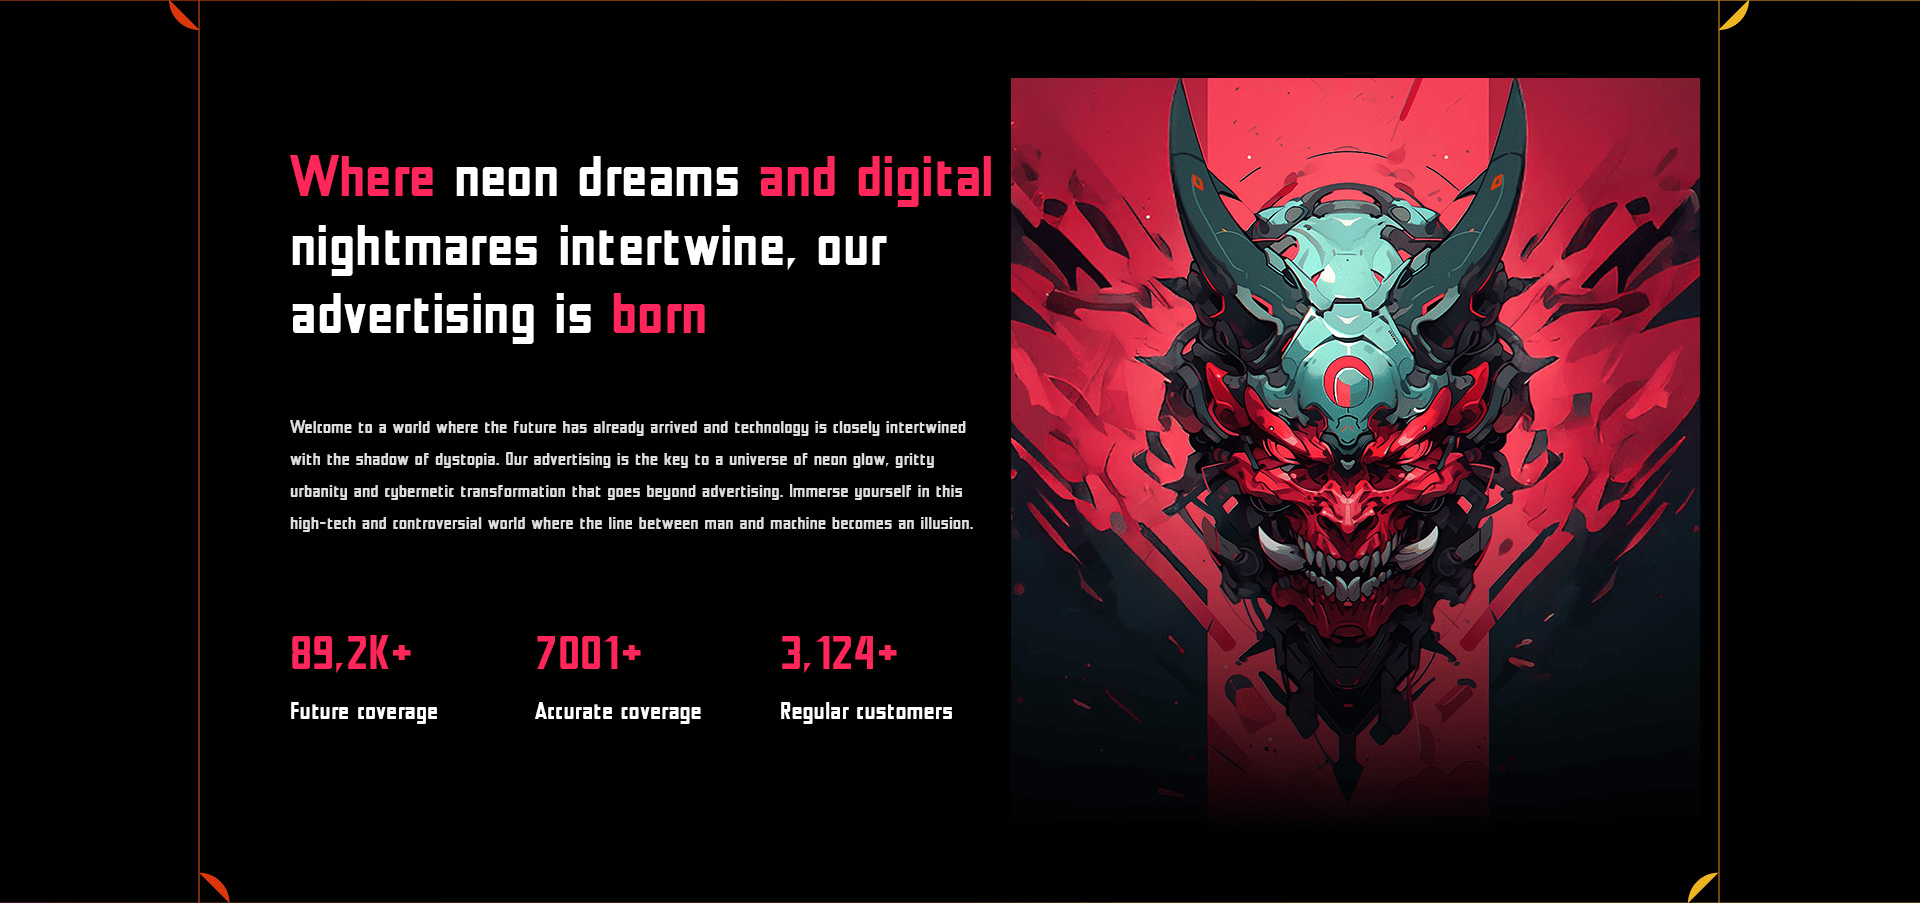 Where neon dreams and digital
nightmares intertwine, our
advertising is born
Welcome to a world where the future has already arrived and technology is closely intertwined
with the shadow of dystopia. Our advertising is the key to a universe of neon glow, gritty
urbanity and cybernetic transformation that goes beyond advertising. Immerse yourself in this
high-tech and controversial world where the line between man and machine becomes an illusion.
89,2K+
7001+
3,124+
Future coverage
Accurate coverage
Regular customers